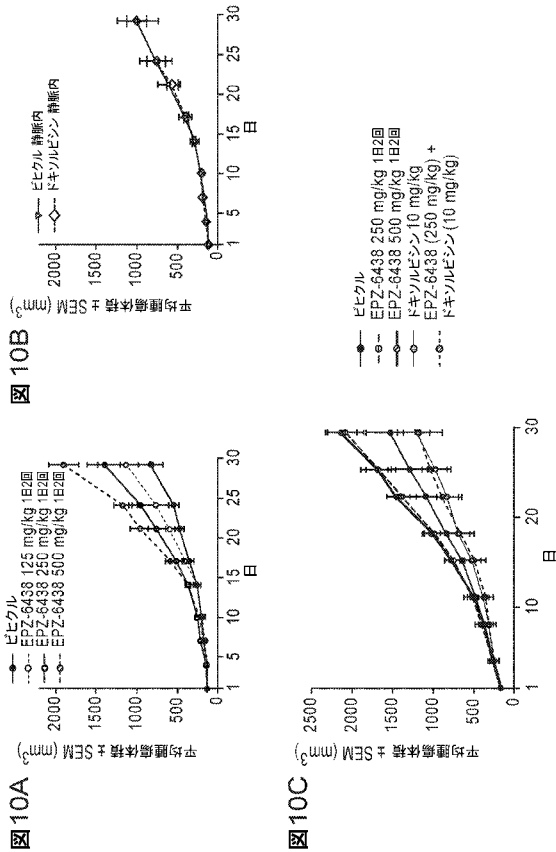 図10A
ビヒクル
EPZ-6438 125 mg/kg 1日2回
EPZ-6438 250 mg/kg 1日2回
EPZ-6438 500 mg/kg 1日2回
平均腫瘍体積 ± SEM (mm³)
2000
1500
1000
500
0
1
5
10
15
20
25
30
日
図10B
ビヒクル 静脈内
ドキソルビシン 静脈内
平均腫瘍体積 ± SEM (mm³)
2000
1500
1000
500
0
1
5
10
15
20
25
30
日
図10C
平均腫瘍体積 ± SEM (mm³)
2500
2000
1500
1000
500
0
1
10
20
30
日
ビヒクル
EPZ-6438 250 mg/kg 1日2回
EPZ-6438 500 mg/kg 1日2回
ドキソルビシン 10 mg/kg
EPZ-6438 (250 mg/kg) +
ドキソルビシン (10 mg/kg)